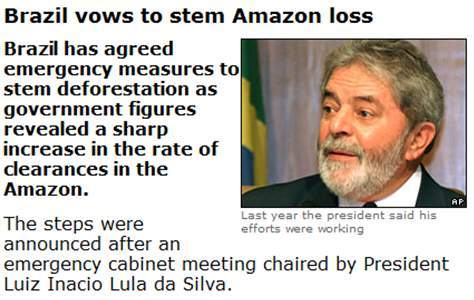 Brazil vows to stem Amazon loss
Brazil has agreed
emergency measures to
stem deforestation as
government figures
revealed a sharp
increase in the rate of
clearances in the
Amazon.
AP
Last year the president said his
efforts were working
The steps were
announced after an
emergency cabinet meeting chaired by President
Luiz Inacio Lula da Silva.